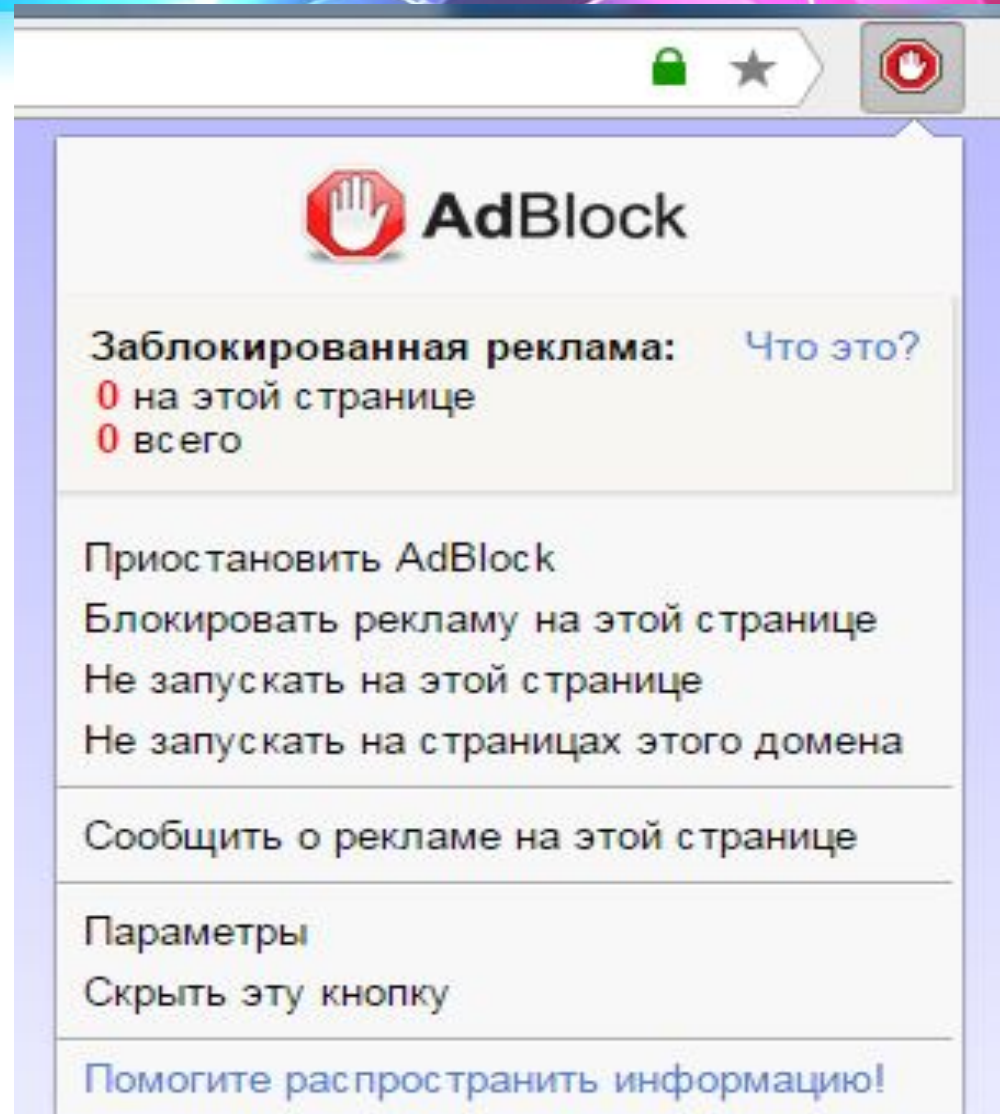 AdBlock
Заблокированная реклама: Что это?
0 на этой странице
0 всего
Приостановить AdBlock
Блокировать рекламу на этой странице
Не запускать на этой странице
Не запускать на страницах этого домена
Сообщить о рекламе на этой странице
Параметры
Скрыть эту кнопку
Помогите распространить информацию!